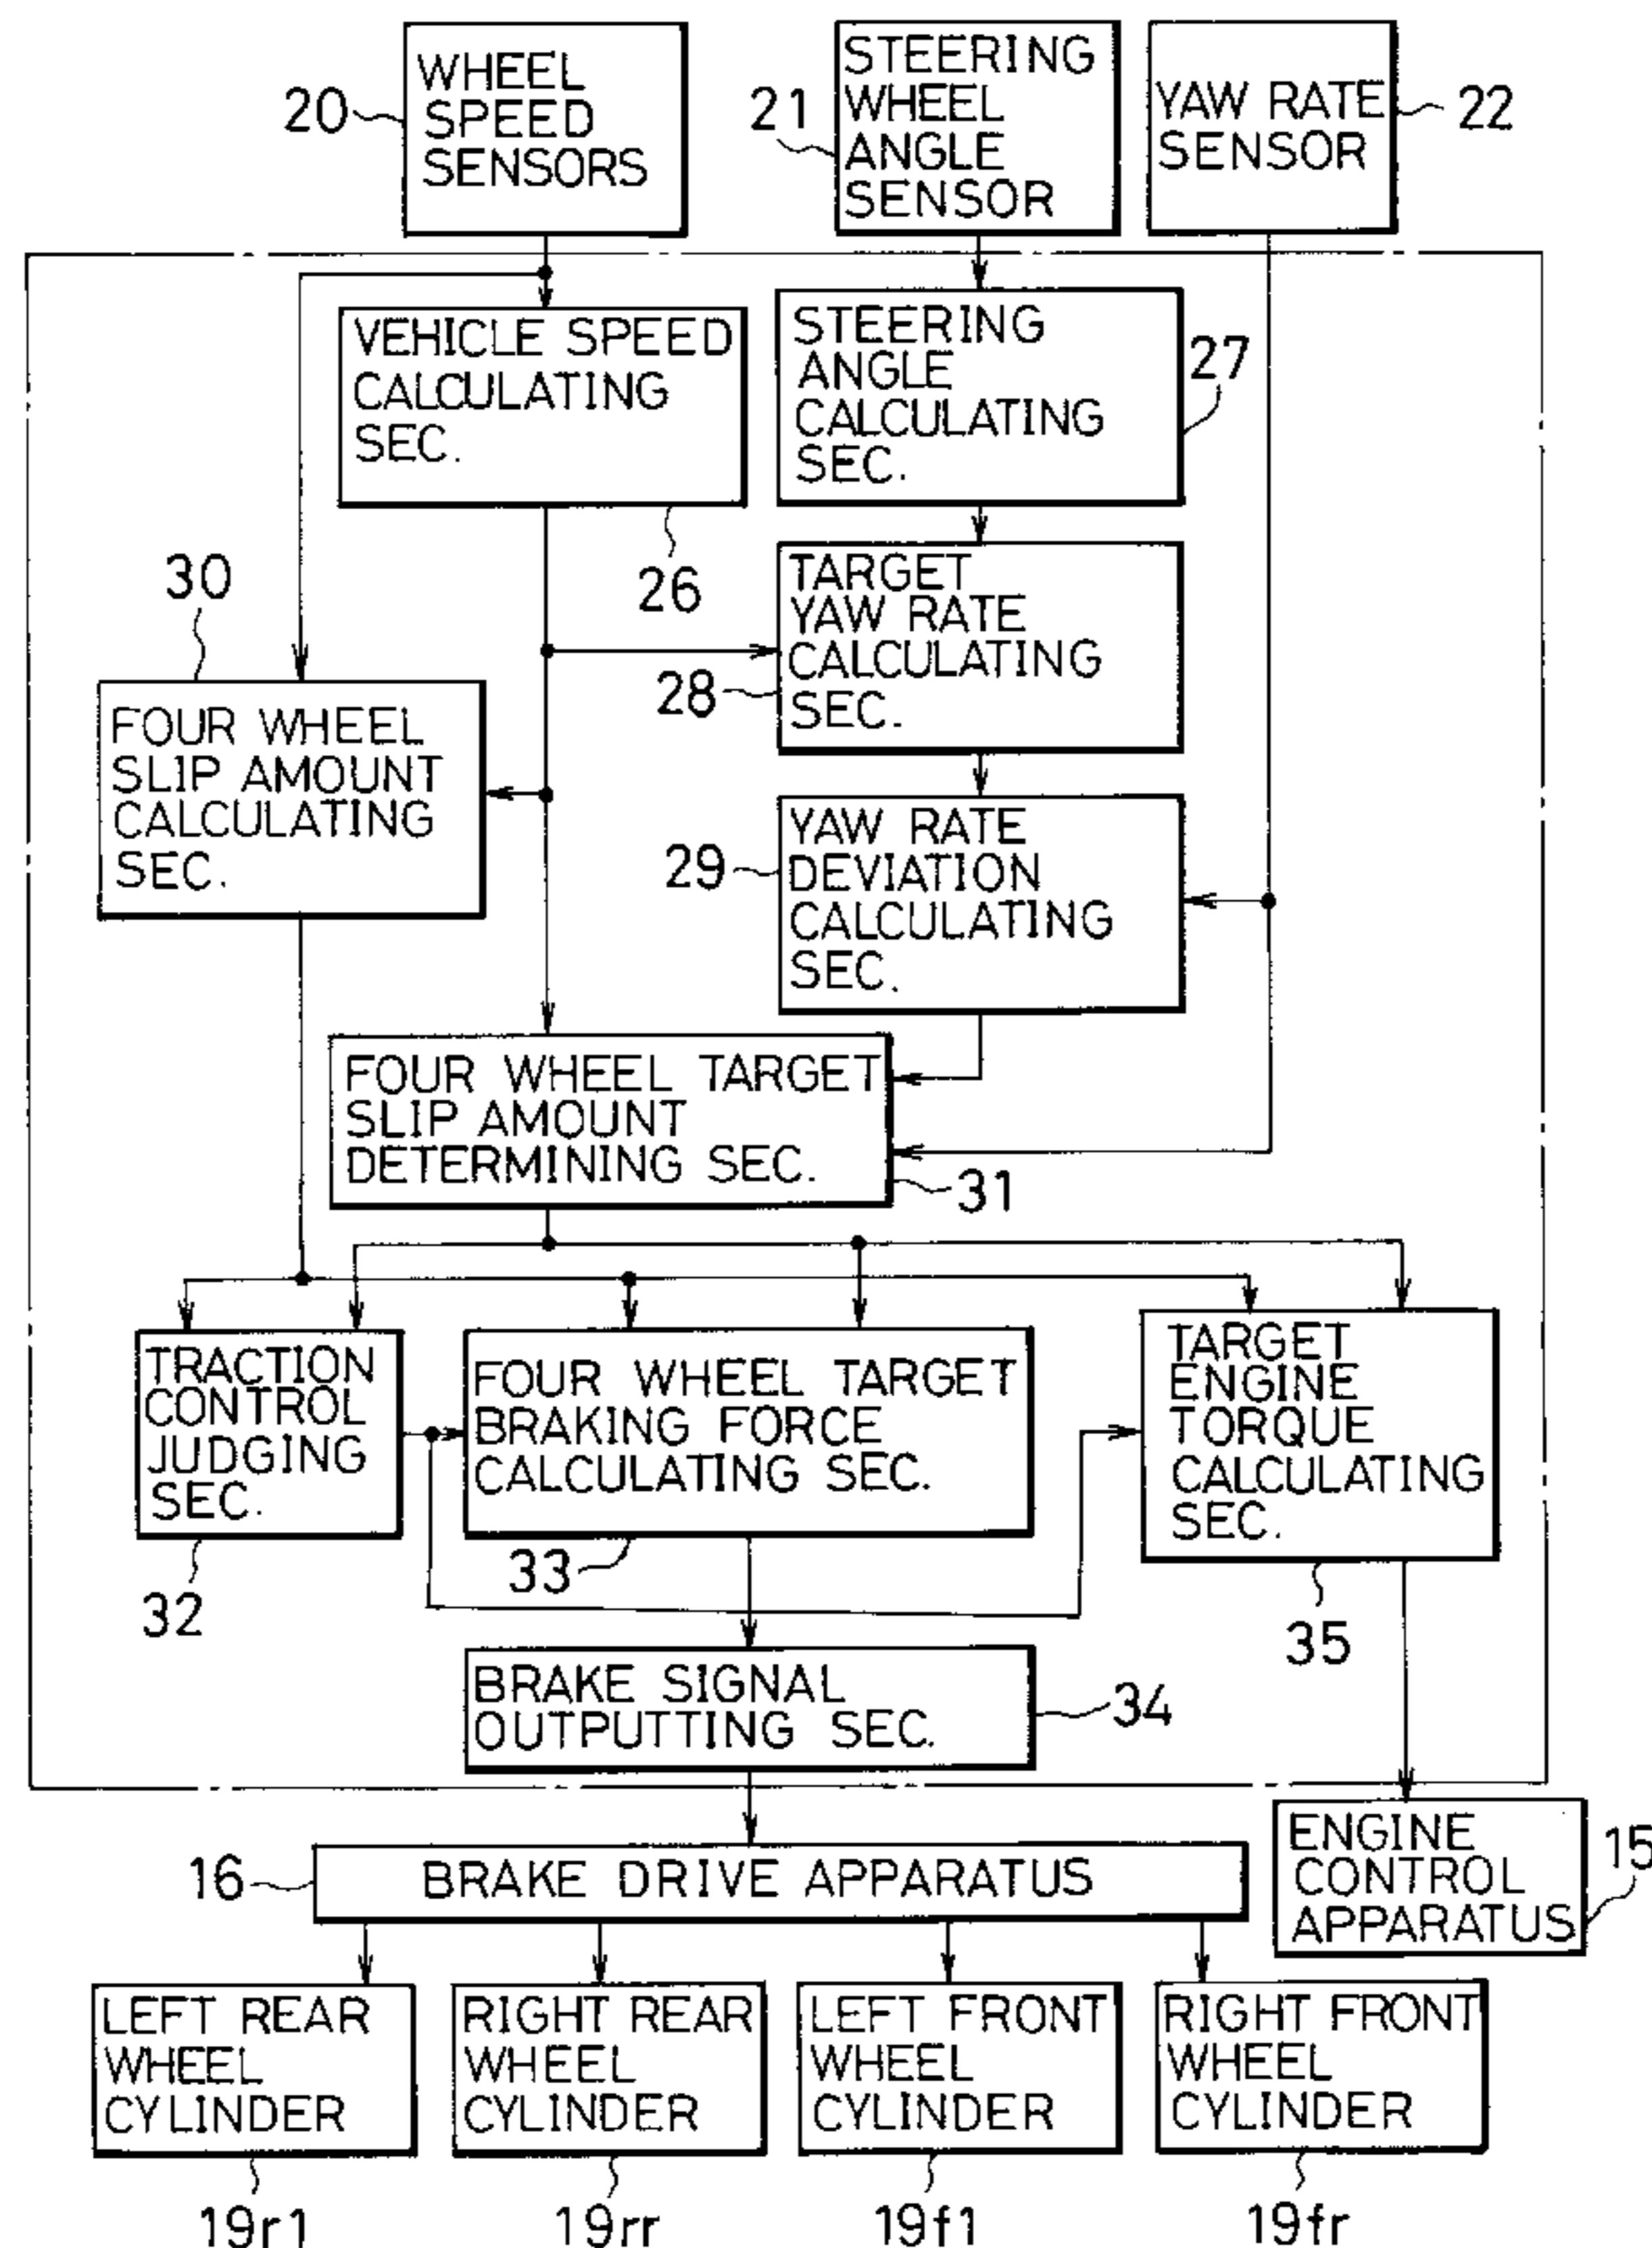 20
WHEEL
SPEED
SENSORS
21
STEERING
WHEEL
ANGLE
SENSOR
YAW RATE
SENSOR
22
VEHICLE SPEED
CALCULATING
SEC.
26
STEERING
ANGLE
CALCULATING
SEC.
27
30
FOUR WHEEL
SLIP AMOUNT
CALCULATING
SEC.
TARGET
YAW RATE
CALCULATING
SEC.
28
YAW RATE
DEVIATION
CALCULATING
SEC.
29
FOUR WHEEL TARGET
SLIP AMOUNT
DETERMINING SEC.
31
TRACTION
CONTROL
JUDGING
SEC.
32
FOUR WHEEL TARGET
BRAKING FORCE
CALCULATING SEC.
33
TARGET
ENGINE
TORQUE
CALCULATING
SEC.
35
BRAKE SIGNAL
OUTPUTTING SEC.
34
16
BRAKE DRIVE APPARATUS
ENGINE
CONTROL
APPARATUS
15
LEFT REAR
WHEEL
CYLINDER
19r1
RIGHT REAR
WHEEL
CYLINDER
19rr
LEFT FRONT
WHEEL
CYLINDER
19f1
RIGHT FRONT
WHEEL
CYLINDER
19fr